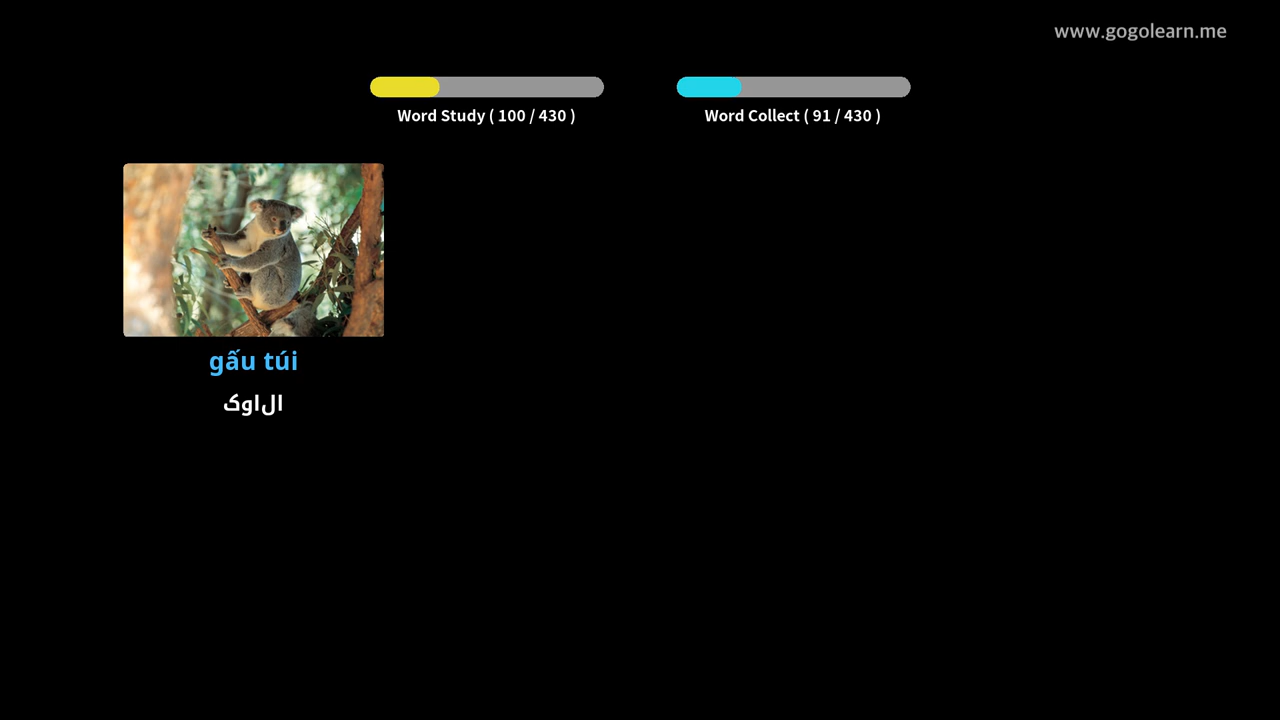 www.gogolearn.me
Word Study ( 100 / 430 )
Word Collect ( 91 / 430 )
gấu túi
ال‌اوک